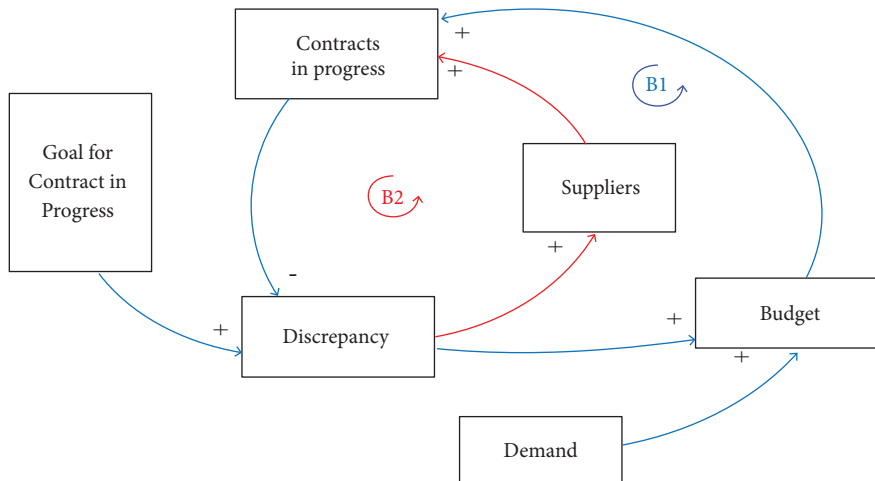 Contracts
in progress
+
+
B1
Goal for
Contract in
Progress
Suppliers
B2
+
-
+
Discrepancy
+
Budget
+
Demand